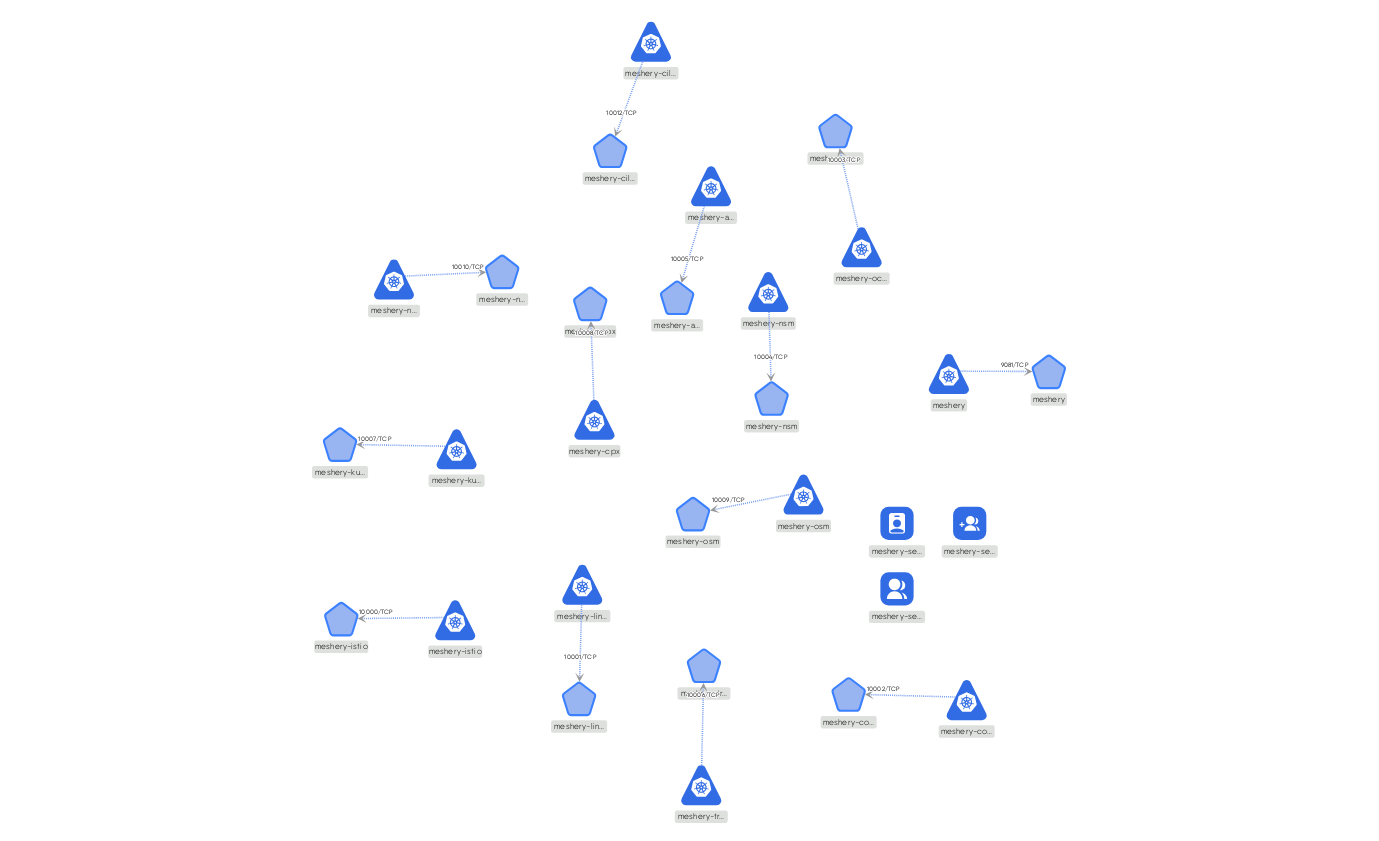 meshery-cil...
10012/TCP
meshery-cil...
10003/TCP
meshery-a...
10005/TCP
meshery-a...
meshery-oc...
10010/TCP
meshery-n...
meshery-n...
10008/TCP
meshery-nsm
10004/TCP
meshery-nsm
9081/TCP
meshery
meshery
meshery-cpx
10007/TCP
meshery-ku...
meshery-ku...
10009/TCP
meshery-osm
meshery-osm
meshery-se...
meshery-se...
meshery-se...
10000/TCP
meshery-istio
meshery-istio
meshery-lin...
10001/TCP
meshery-lin...
10006/TCP
meshery-tr...
10002/TCP
meshery-co...
meshery-co...